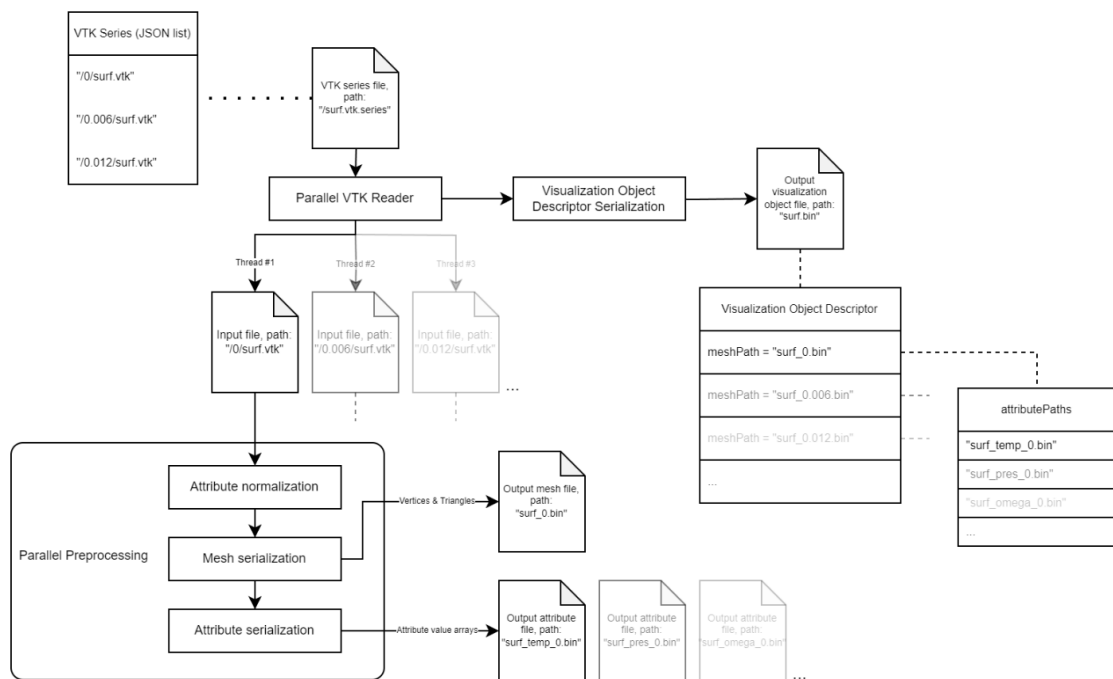 VTK Series (JSON list)
"/0/surf.vtk"
"/0.006/surf.vtk"
"/0.012/surf.vtk"
VTK series file,
path:
"/surf.vtk.series"
Parallel VTK Reader
Visualization Object
Descriptor Serialization
Output
visualization
object file, path:
"surf.bin"
Thread #1
Thread #2
Thread #3
Input file, path:
"/0/surf.vtk"
Input file, path:
"/0.006/surf.vtk"
Input file, path:
"/0.012/surf.vtk"
...
Visualization Object Descriptor
meshPath = "surf_0.bin"
meshPath = "surf_0.006.bin"
meshPath = "surf_0.012.bin"
...
attributePaths
"surf_temp_0.bin"
"surf_pres_0.bin"
"surf_omega_0.bin"
...
Parallel Preprocessing
Attribute normalization
Mesh serialization
Attribute serialization
Vertices & Triangles
Output mesh file,
path:
"surf_0.bin"
Attribute value arrays
Output attribute
file, path:
"surf_temp_0.bin"
Output attribute
file, path:
"surf_pres_0.bin"
Output attribute
file, path:
"surf_omega_0.bin"
...